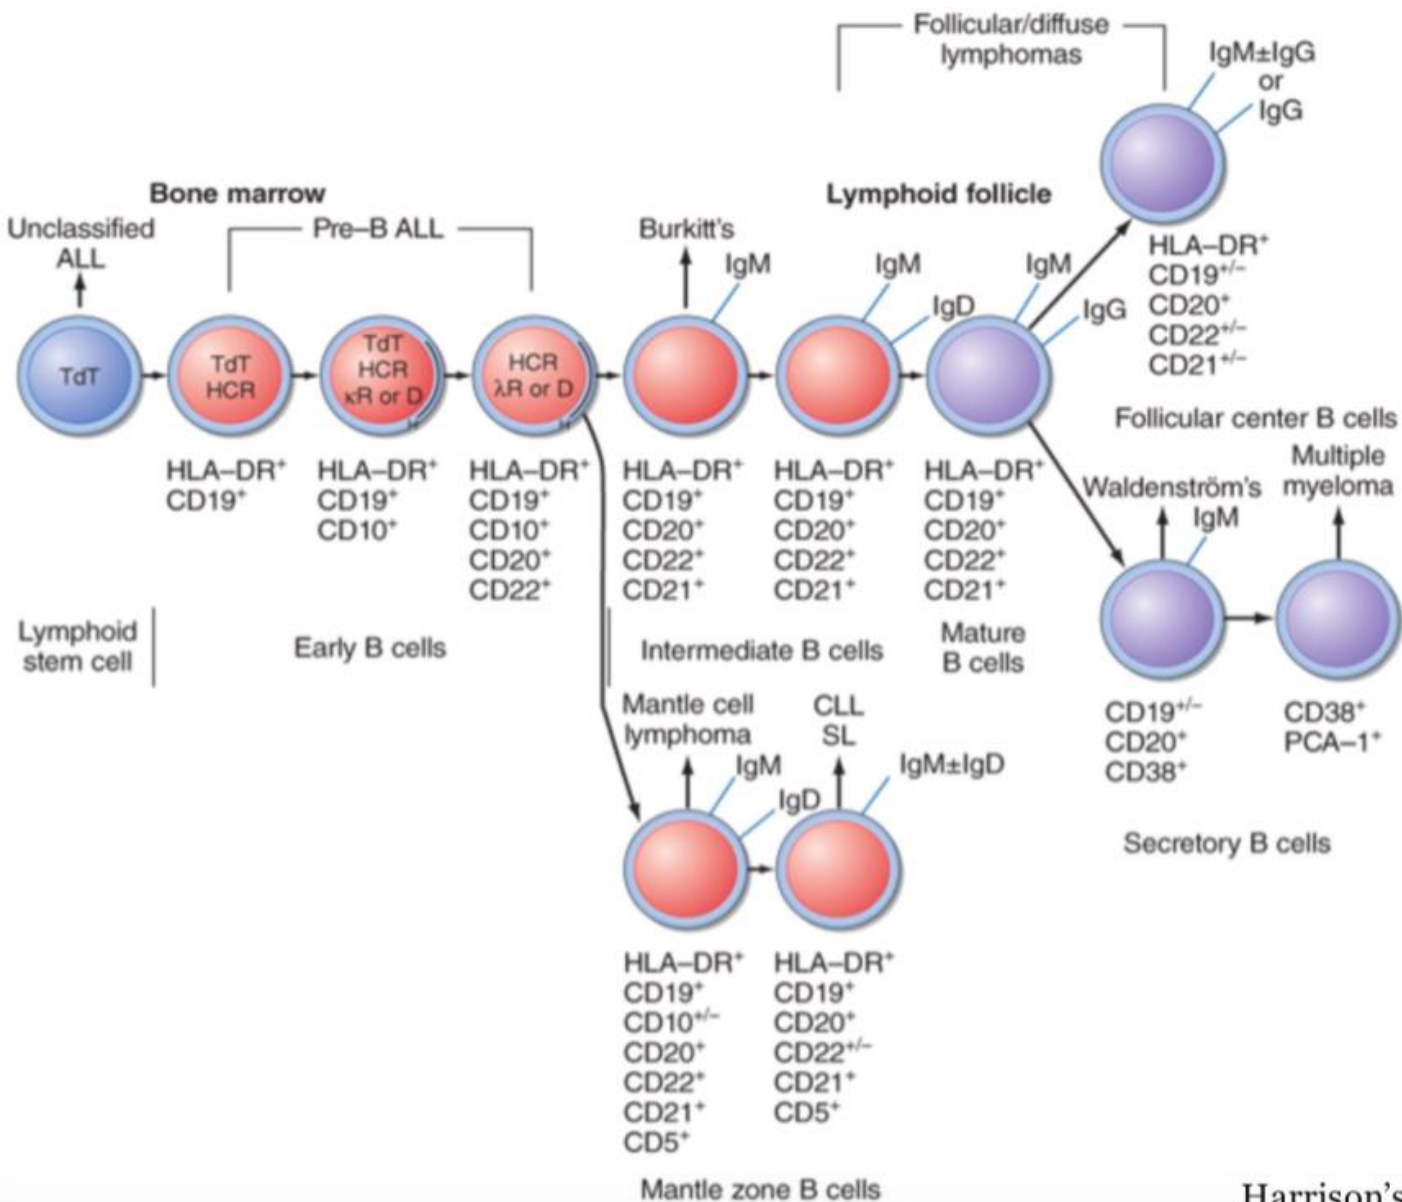 Follicular/diffuse
lymphomas
IgM±IgG
or
IgG
Bone marrow
Lymphoid follicle
Unclassified
ALL
Pre–B ALL
Burkitt's
IgM
IgM
IgD
IgM
IgG
HLA–DR⁺
CD19⁺/⁻
CD20⁺
CD22⁺/⁻
CD21⁺/⁻
Follicular center B cells
TdT
TdT
HCR
TdT
HCR
κR or D
HCR
λR or D
HLA–DR⁺
CD19⁺
HLA–DR⁺
CD19⁺
CD10⁺
HLA–DR⁺
CD19⁺
CD10⁺
CD20⁺
CD22⁺
HLA–DR⁺
CD19⁺
CD20⁺
CD22⁺
CD21⁺
HLA–DR⁺
CD19⁺
CD20⁺
CD22⁺
CD21⁺
HLA–DR⁺
CD19⁺
CD20⁺
CD22⁺
CD21⁺
Lymphoid
stem cell
Early B cells
Intermediate B cells
Mature
B cells
Waldenström's
IgM
Multiple
myeloma
CD19⁺/⁻
CD20⁺
CD38⁺
CD38⁺
PCA–1⁺
Secretory B cells
Mantle cell
lymphoma
IgM
IgD
CLL
SL
IgM±IgD
HLA–DR⁺
CD19⁺
CD10⁺/⁻
CD20⁺
CD22⁺
CD21⁺
CD5⁺
HLA–DR⁺
CD19⁺
CD20⁺
CD22⁺/⁻
CD21⁺
CD5⁺
Mantle zone B cells
Harrison's